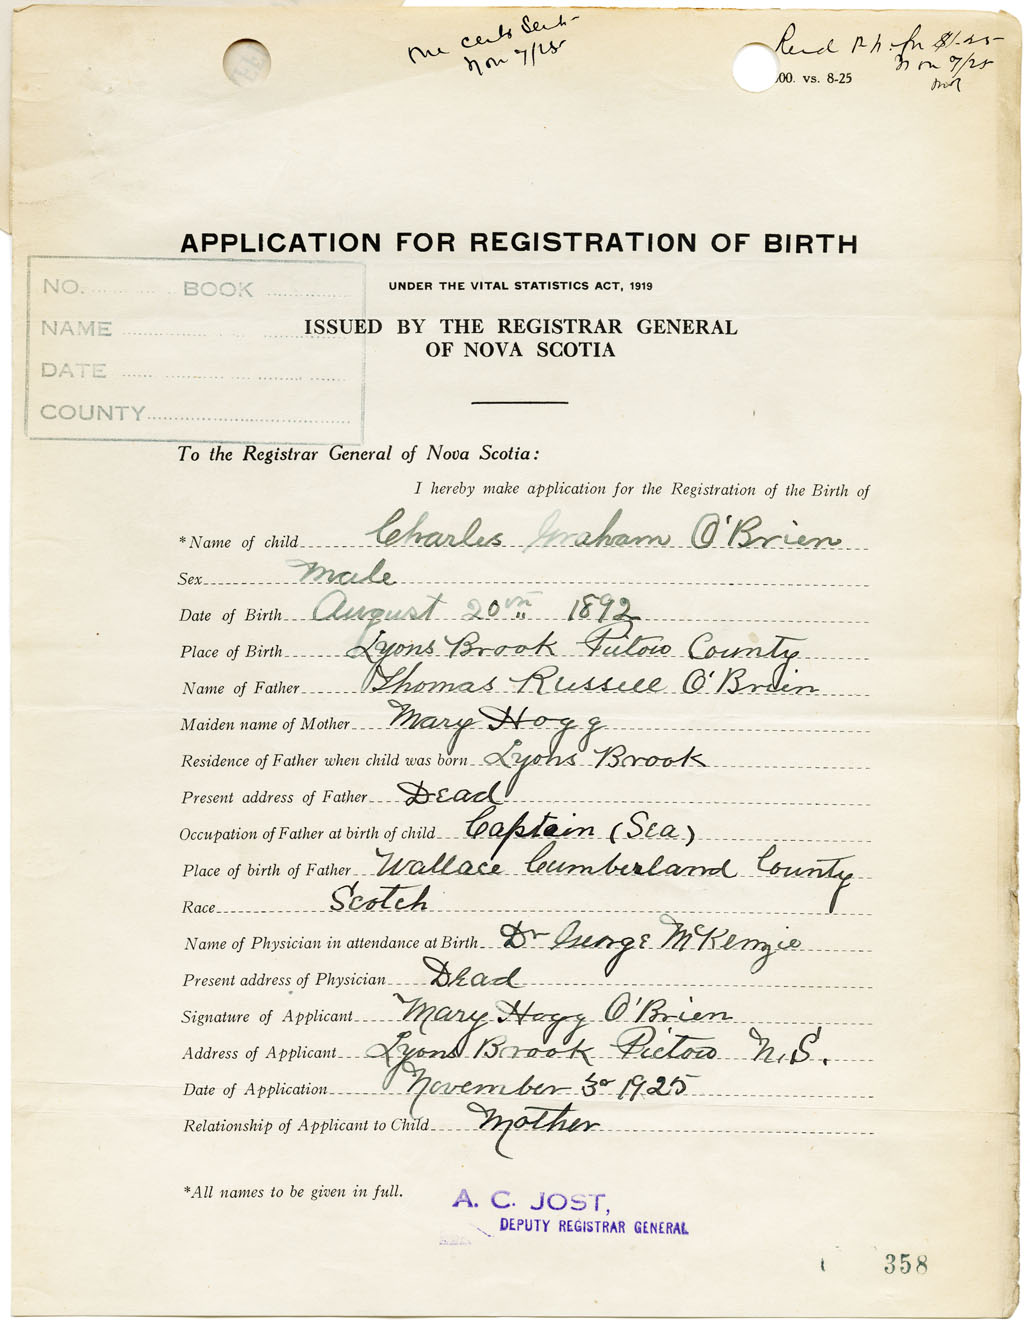 one certs Sent
Nov 7/25
Recd P.N. for $1.25
Nov 7/25
00. vs. 8-25
APPLICATION FOR REGISTRATION OF BIRTH
UNDER THE VITAL STATISTICS ACT, 1919
ISSUED BY THE REGISTRAR GENERAL
OF NOVA SCOTIA
NO. BOOK
NAME
DATE
COUNTY
To the Registrar General of Nova Scotia:
I hereby make application for the Registration of the Birth of
*Name of child Charles Graham O'Brien
Sex Male
Date of Birth August 20th 1892
Place of Birth Lyons Brook Pictou County
Name of Father Thomas Russell O'Brien
Maiden name of Mother Mary Hogg
Residence of Father when child was born Lyons Brook
Present address of Father Dead
Occupation of Father at birth of child Captain (Sea)
Place of birth of Father Wallace Cumberland County
Race Scotch
Name of Physician in attendance at Birth Dr George McKenzie
Present address of Physician Dead
Signature of Applicant Mary Hogg O'Brien
Address of Applicant Lyons Brook Pictou N.S.
Date of Application November 3rd 1925
Relationship of Applicant to Child Mother
*All names to be given in full.
A. C. JOST,
DEPUTY REGISTRAR GENERAL
358